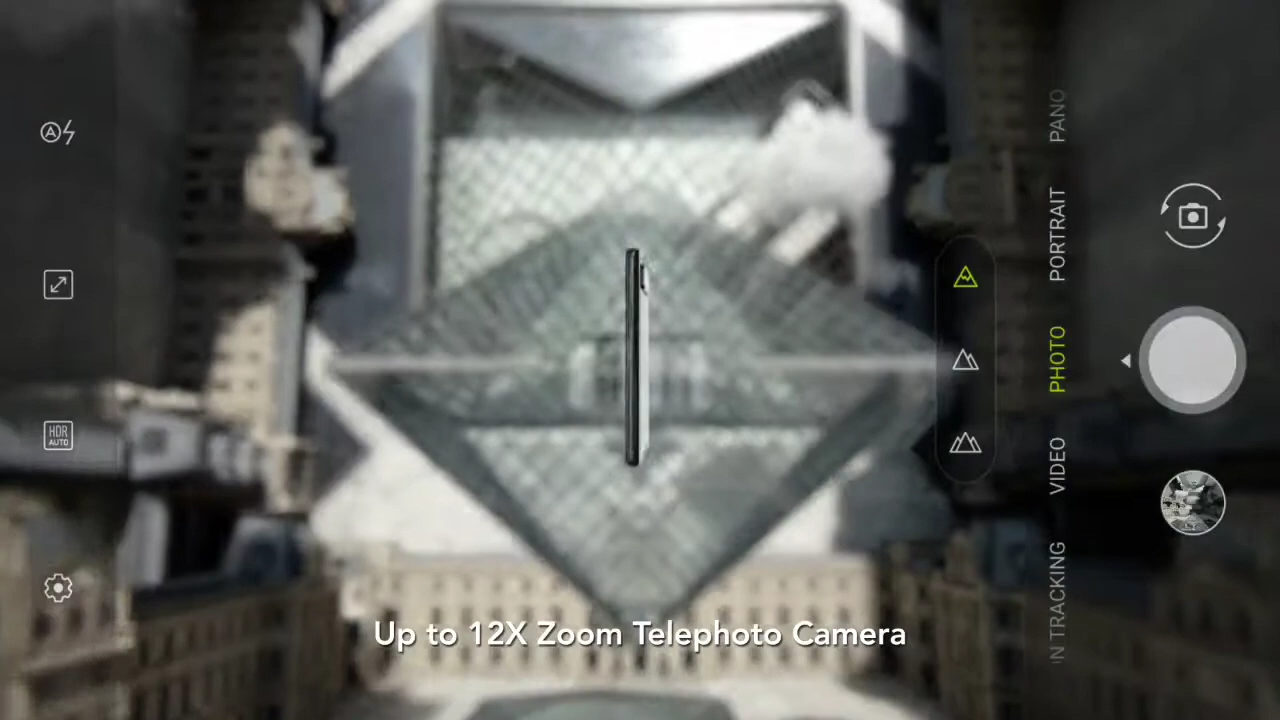 A
HDR
AUTO
PANO
PORTRAIT
PHOTO
VIDEO
N TRACKING
Up to 12X Zoom Telephoto Camera